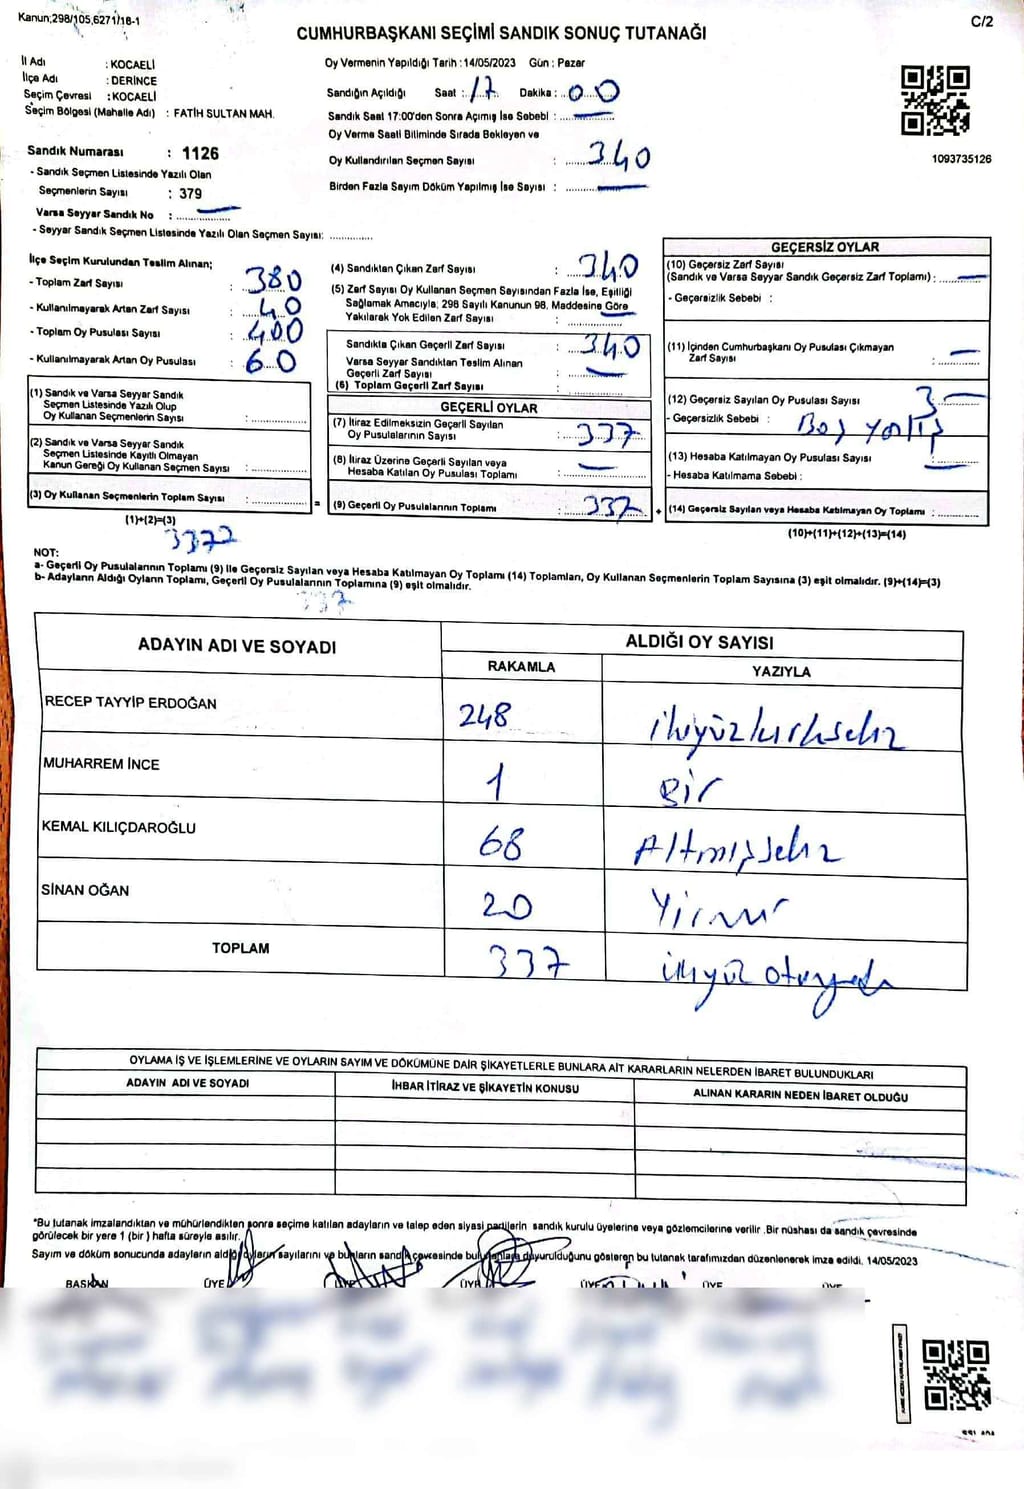 Kanun;298/105,6271/18-1
C/2
CUMHURBAŞKANI SEÇİMİ SANDIK SONUÇ TUTANAĞI
İl Adı : KOCAELİ
İlçe Adı : DERİNCE
Seçim Çevresi : KOCAELİ
Seçim Bölgesi (Mahalle Adı) : FATİH SULTAN MAH.
Sandık Numarası : 1126
- Sandık Seçmen Listesinde Yazılı Olan
Seçmenlerin Sayısı : 379
Varsa Seyyar Sandık No :
- Seyyar Sandık Seçmen Listesinde Yazılı Olan Seçmen Sayısı:
Oy Vermenin Yapıldığı Tarih : 14/05/2023 Gün : Pazar
Sandığın Açıldığı Saat : 17 Dakika : 00
Sandık Saat 17:00'den Sonra Açmış İse Sebebi :
Oy Verme Saati Bitiminde Sırada Bekleyen ve
Oy Kullandırılan Seçmen Sayısı : 340
Birden Fazla Sayım Döküm Yapılmış İse Sayısı :
1093735126
İlçe Seçim Kurulundan Teslim Alınan;
- Toplam Zarf Sayısı : 380
- Kullanılmayarak Artan Zarf Sayısı : 40
- Toplam Oy Pusulası Sayısı : 400
- Kullanılmayarak Artan Oy Pusulası : 60
(1) Sandık ve Varsa Seyyar Sandık
Seçmen Listesinde Yazılı Olup
Oy Kullanan Seçmenlerin Sayısı :
(2) Sandık ve Varsa Seyyar Sandık
Seçmen Listesinde Kayıtlı Olmayan
Kanun Gereği Oy Kullanan Seçmen Sayısı :
(3) Oy Kullanan Seçmenlerin Toplam Sayısı :
(1)+(2)=(3)
(4) Sandıktan Çıkan Zarf Sayısı : 340
(5) Zarf Sayısı Oy Kullanan Seçmen Sayısından Fazla İse, Eşitliği
Sağlamak Amacıyla, 298 Sayılı Kanunun 98. Maddesine Göre
Yakılarak Yok Edilen Zarf Sayısı :
Sandıkta Çıkan Geçerli Zarf Sayısı : 340
Varsa Seyyar Sandıktan Teslim Alınan
Geçerli Zarf Sayısı :
(6) Toplam Geçerli Zarf Sayısı :
GEÇERLİ OYLAR
(7) İtiraz Edilmeksizin Geçerli Sayılan
Oy Pusulalarının Sayısı : 337
(8) İtiraz Üzerine Geçerli Sayılan veya
Hesaba Katılan Oy Pusulası Toplamı :
= (9) Geçerli Oy Pusulalarının Toplamı : 337
GEÇERSİZ OYLAR
(10) Geçersiz Zarf Sayısı
(Sandık ve Varsa Seyyar Sandık Geçersiz Zarf Toplamı) :
- Geçersizlik Sebebi :
(11) İçinden Cumhurbaşkanı Oy Pusulası Çıkmayan
Zarf Sayısı :
(12) Geçersiz Sayılan Oy Pusulası Sayısı : 3
- Geçersizlik Sebebi :
(13) Hesaba Katılmayan Oy Pusulası Sayısı :
- Hesaba Katılmama Sebebi :
+ (14) Geçersiz Sayılan veya Hesaba Katılmayan Oy Toplamı :
(10)+(11)+(12)+(13)=(14)
NOT:
a- Geçerli Oy Pusulalarının Toplamı (9) ile Geçersiz Sayılan veya Hesaba Katılmayan Oy Toplamı (14) Toplamları, Oy Kullanan Seçmenlerin Toplam Sayısına (3) eşit olmalıdır. (9)+(14)=(3)
b- Adayların Aldığı Oyların Toplamı, Geçerli Oy Pusulalarının Toplamına (9) eşit olmalıdır.
337
ADAYIN ADI VE SOYADI
ALDIĞI OY SAYISI
RAKAMLA YAZIYLA
RECEP TAYYİP ERDOĞAN 248 ikiyüzkırksekiz
MUHARREM İNCE 1 Bir
KEMAL KILIÇDAROĞLU 68 Altmışsekiz
SİNAN OĞAN 20 Yirmi
TOPLAM 337
OYLAMA İŞ VE İŞLEMLERİNE VE OYLARIN SAYIM VE DÖKÜMÜNE DAİR ŞİKAYETLERLE BUNLARA AİT KARARLARIN NELERDEN İBARET BULUNDUKLARI
ADAYIN ADI VE SOYADI İHBAR İTİRAZ VE ŞİKAYETİN KONUSU ALINAN KARARIN NEDEN İBARET OLDUĞU
*Bu tutanak imzalandıktan ve mühürlendikten sonra seçime katılan adayların ve talep eden siyasi partilerin sandık kurulu üyelerine veya gözlemcilerine verilir .Bir nüshası da sandık çevresinde
görülecek bir yere 1 (bir ) hafta süreyle asılır.
Sayım ve döküm sonucunda adayların aldığı oyların sayılarını ve bunların sandık çevresinde bulunanlara duyurulduğunu gösteren bu tutanak tarafımızdan düzenlenerek imza edildi. 14/05/2023
BAŞKAN ÜYE ÜYE ÜYE ÜYE ÜYE ÜYE